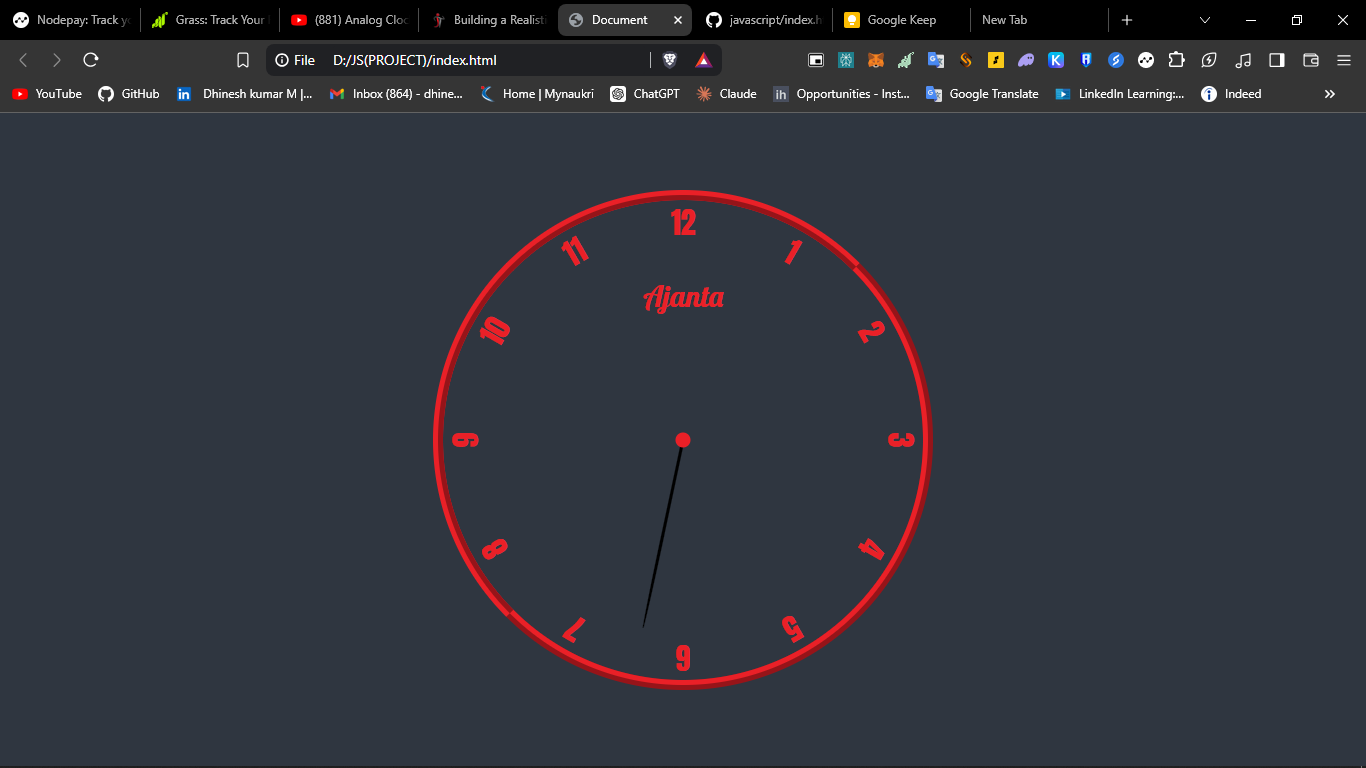 Nodepay: Track yo
Grass: Track Your
(881) Analog Cloc
Building a Realisti
Document
javascript/index.h
Google Keep
New Tab
File D:/JS(PROJECT)/index.html
YouTube
GitHub
Dhinesh kumar M |...
Inbox (864) - dhine...
Home | Mynaukri
ChatGPT
Claude
ih Opportunities - Inst...
Google Translate
LinkedIn Learning:...
Indeed
12
1
2
3
4
5
6
7
8
9
10
11
Ajanta